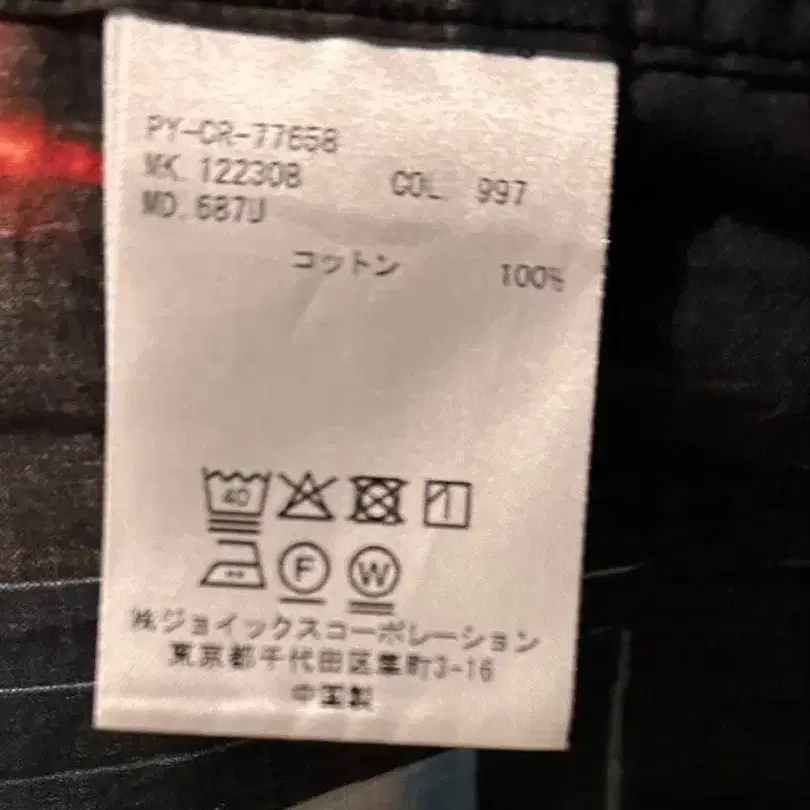 PY-CR-77658
MK.122308 COL 997
MD.687U
コットン 100%
40
F W
㈱ジョイックスコーポレーション
東京都千代田区隼町3-16
中国製